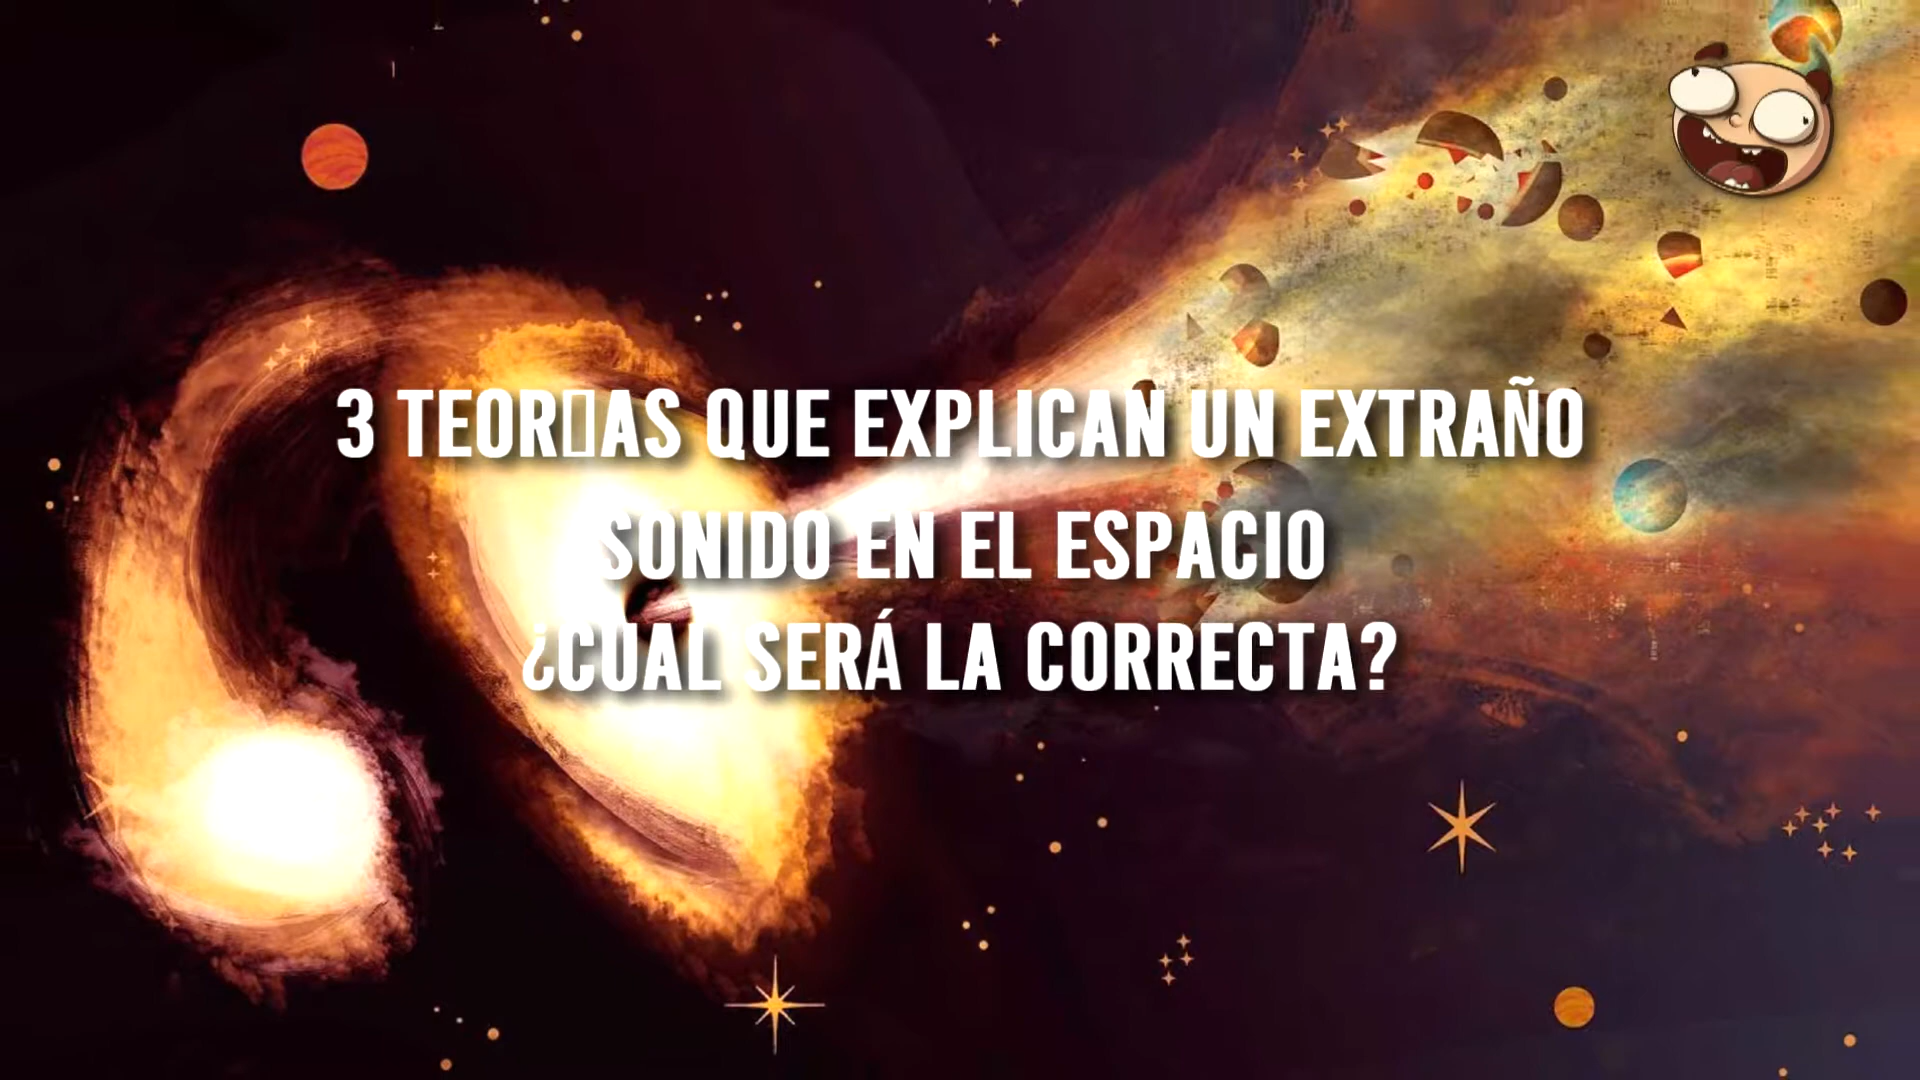 3 TEOR▯AS QUE EXPLICAN UN EXTRAÑO
SONIDO EN EL ESPACIO
¿CUAL SERÁ LA CORRECTA?